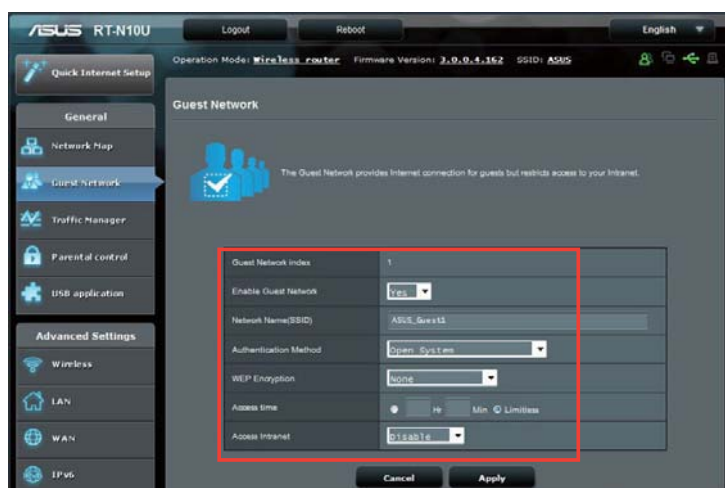 ASUS RT-N10U Logout Reboot English
Operation Mode: Wireless router Firmware Version: 3.0.0.4.162 SSID: ASUS
Quick Internet Setup
General
Network Map
Guest Network
Traffic Manager
Parental control
USB application
Advanced Settings
Wireless
LAN
WAN
IPv6
Guest Network
The Guest Network provides Internet connection for guests but restricts access to your Intranet.
Guest Network index 1
Enable Guest Network Yes
Network Name(SSID) ASUS_Guest1
Authentication Method Open System
WEP Encryption None
Access time Hr Min Limitless
Access Intranet Disable
Cancel Apply